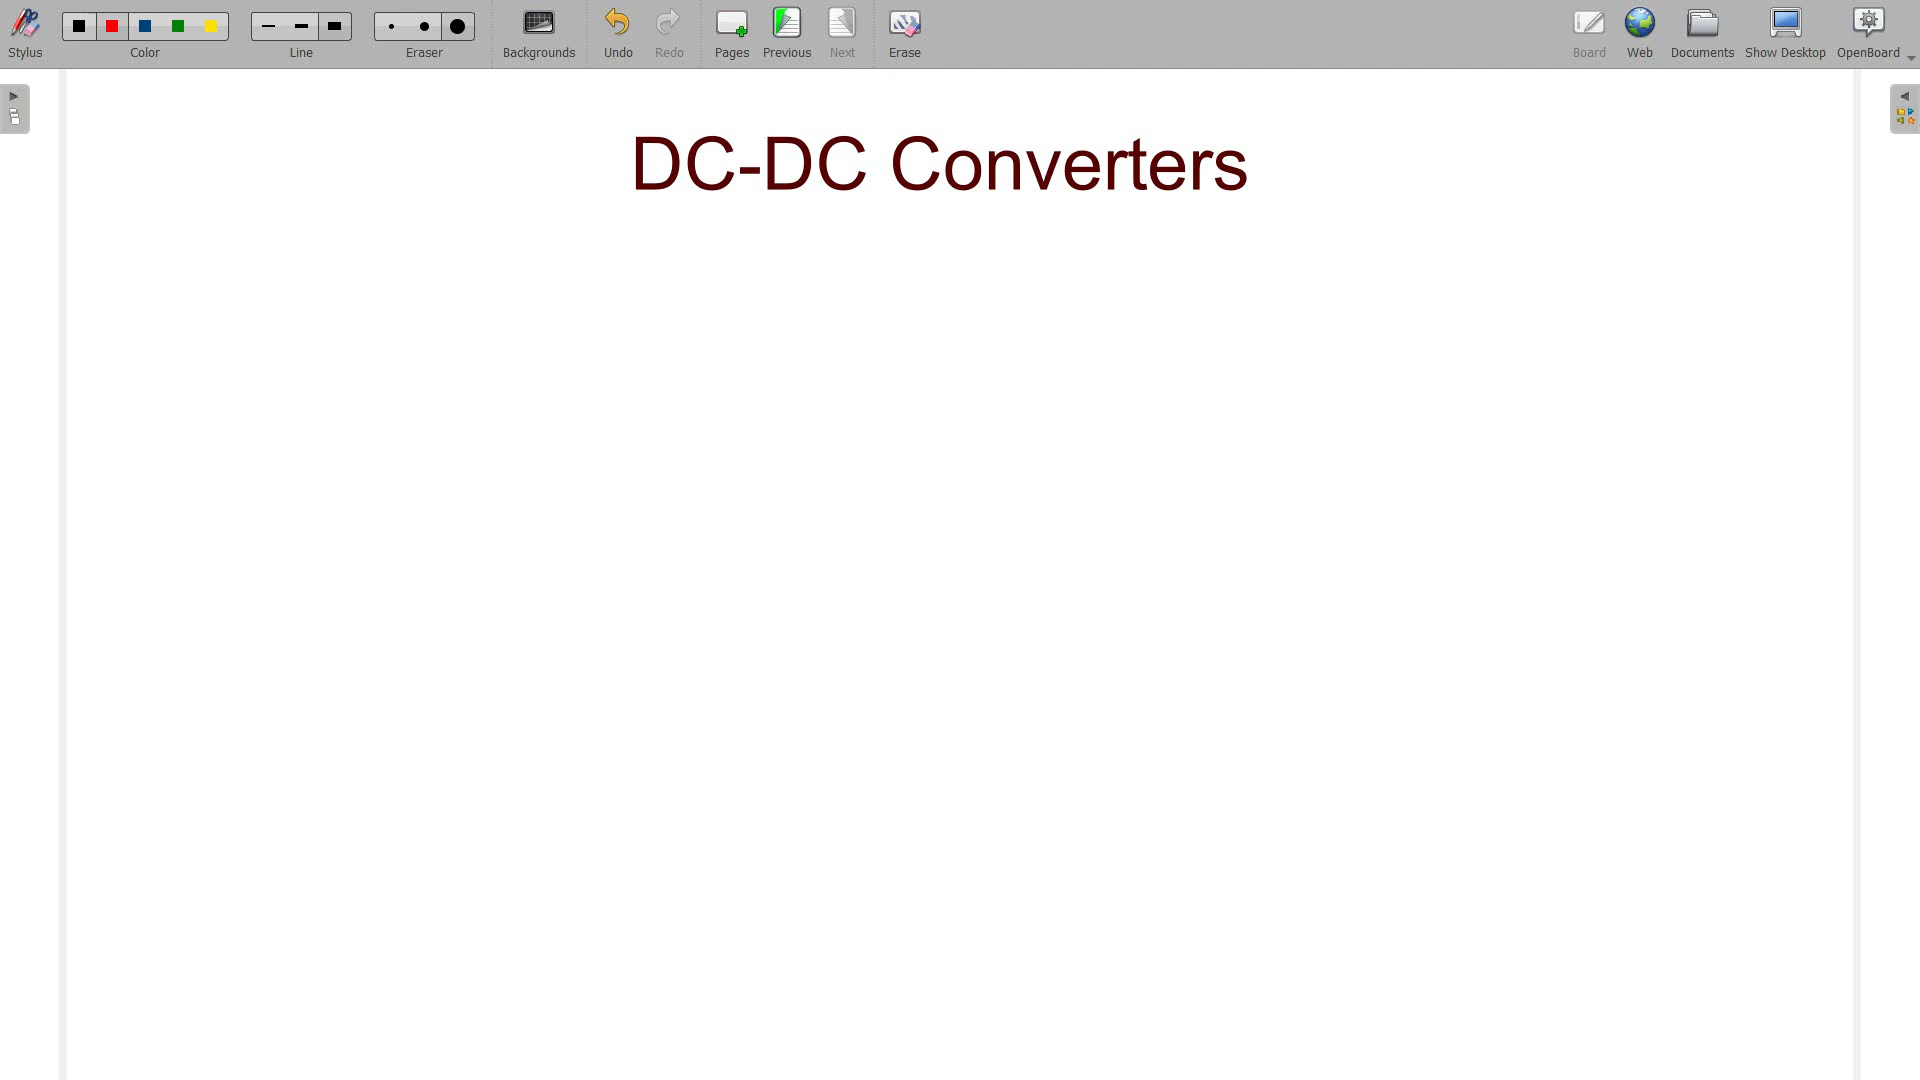 Stylus Color Line Eraser Backgrounds Undo Redo Pages Previous Next Erase Board Web Documents Show Desktop OpenBoard
DC-DC Converters